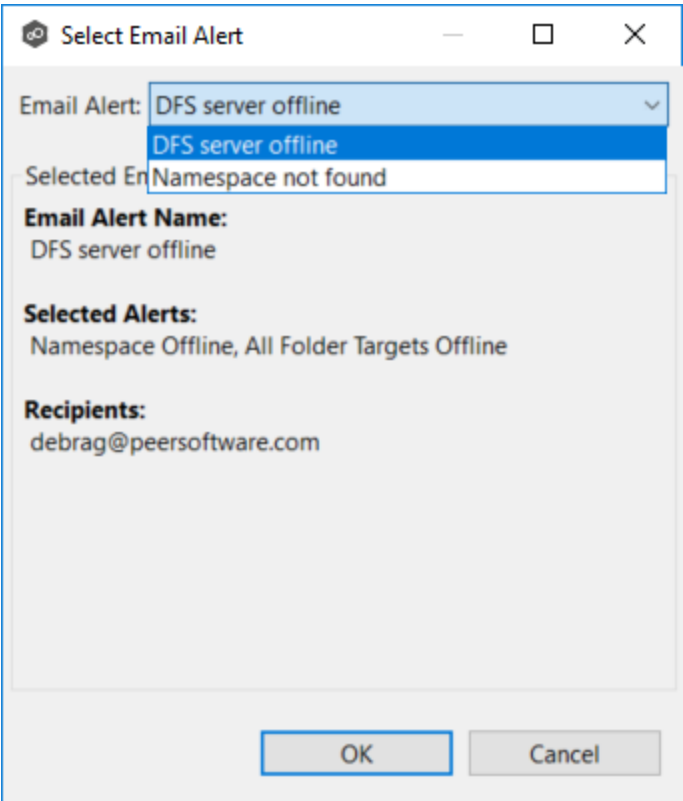 Select Email Alert
Email Alert: DFS server offline
DFS server offline
Namespace not found
Selected En
Email Alert Name:
DFS server offline
Selected Alerts:
Namespace Offline, All Folder Targets Offline
Recipients:
debrag@peersoftware.com
OK Cancel